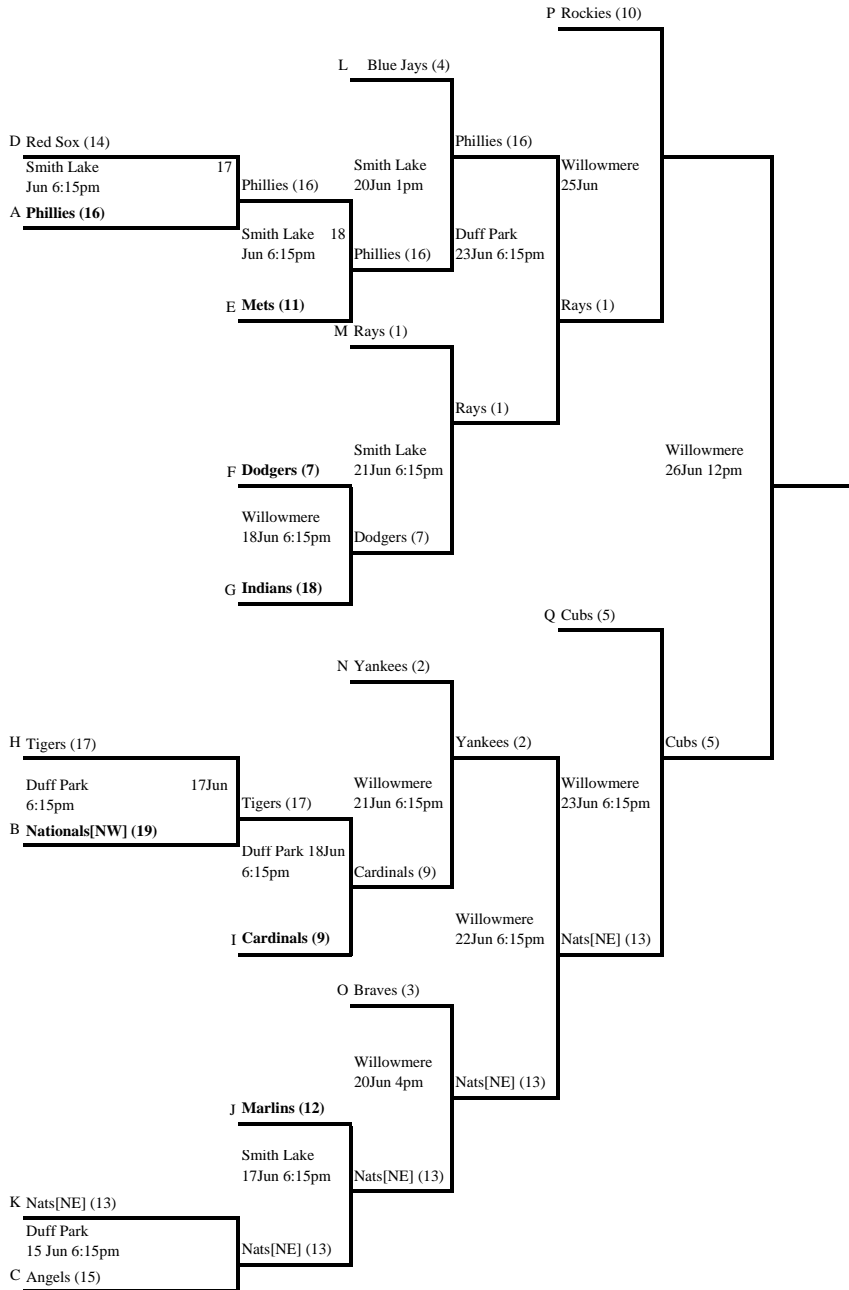 P Rockies (10)
L Blue Jays (4)
D Red Sox (14)
Phillies (16)
Smith Lake 17
Jun 6:15pm
Smith Lake
20Jun 1pm
Willowmere
25Jun
Phillies (16)
A Phillies (16)
Smith Lake 18
Jun 6:15pm
Duff Park
23Jun 6:15pm
Phillies (16)
E Mets (11)
Rays (1)
M Rays (1)
Rays (1)
Smith Lake
21Jun 6:15pm
Willowmere
26Jun 12pm
F Dodgers (7)
Willowmere
18Jun 6:15pm
Dodgers (7)
G Indians (18)
Q Cubs (5)
N Yankees (2)
H Tigers (17)
Yankees (2)
Cubs (5)
Duff Park 17Jun
6:15pm
Willowmere
21Jun 6:15pm
Willowmere
23Jun 6:15pm
Tigers (17)
B Nationals[NW] (19)
Duff Park 18Jun
6:15pm
Cardinals (9)
Willowmere
22Jun 6:15pm
I Cardinals (9)
Nats[NE] (13)
O Braves (3)
Willowmere
20Jun 4pm
Nats[NE] (13)
J Marlins (12)
Smith Lake
17Jun 6:15pm
Nats[NE] (13)
K Nats[NE] (13)
Duff Park
15 Jun 6:15pm
Nats[NE] (13)
C Angels (15)